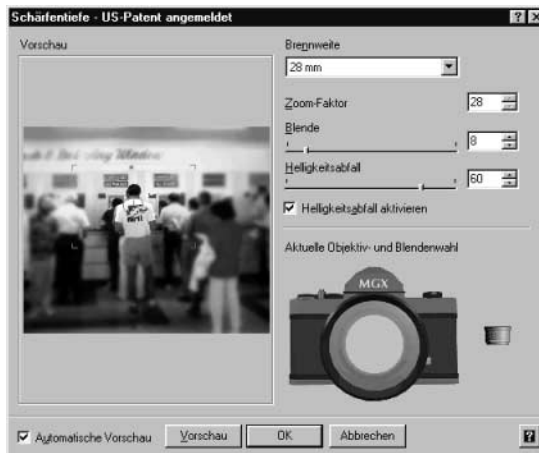 Schärfentiefe - US-Patent angemeldet
Vorschau
Brennweite
28 mm
Zoom-Faktor
28
Blende
8
Helligkeitsabfall
60
Helligkeitsabfall aktivieren
Aktuelle Objektiv- und Blendenwahl
MGX
Automatische Vorschau
Vorschau
OK
Abbrechen